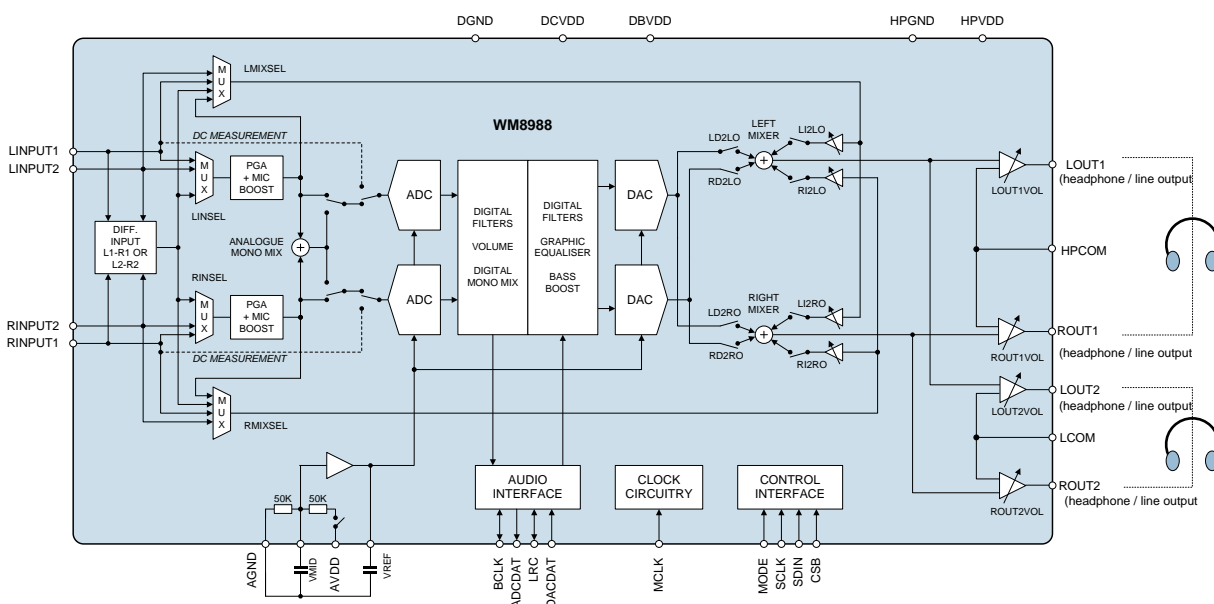 DGND DCVDD DBVDD HPGND HPVDD
M
U
X
LMIXSEL
WM8988
DC MEASUREMENT
LINPUT1
LINPUT2
M
U
X
LINSEL
PGA
+ MIC
BOOST
DIFF.
INPUT
L1-R1 OR
L2-R2
ANALOGUE
MONO MIX
RINSEL
M
U
X
PGA
+ MIC
BOOST
RINPUT2
RINPUT1
DC MEASUREMENT
M
U
X
RMIXSEL
ADC
ADC
DIGITAL
FILTERS
VOLUME
DIGITAL
MONO MIX
DIGITAL
FILTERS
GRAPHIC
EQUALISER
BASS
BOOST
DAC
DAC
LEFT
MIXER
LD2LO
RD2LO
LI2LO
RI2LO
RIGHT
MIXER
LD2RO
RD2RO
LI2RO
RI2RO
LOUT1VOL
LOUT1
(headphone / line output
HPCOM
ROUT1
ROUT1VOL
(headphone / line output
LOUT2
LOUT2VOL
(headphone / line output
LCOM
ROUT2
ROUT2VOL
(headphone / line output
50K 50K
AUDIO
INTERFACE
CLOCK
CIRCUITRY
CONTROL
INTERFACE
AGND
VMID
AVDD
VREF
BCLK
ADCDAT
LRC
DACDAT
MCLK
MODE
SCLK
SDIN
CSB